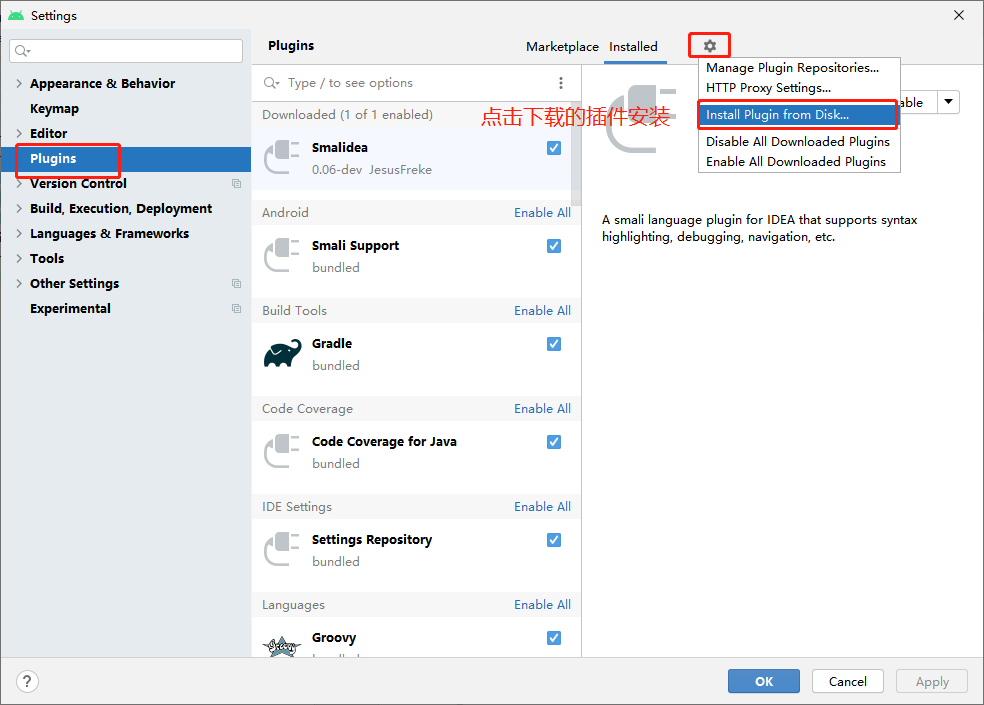 Settings
Plugins
Marketplace
Installed
Appearance & Behavior
Keymap
Editor
Plugins
Version Control
Build, Execution, Deployment
Languages & Frameworks
Tools
Other Settings
Experimental
Type / to see options
Downloaded (1 of 1 enabled)
Smalidea
0.06-dev JesusFreke
Android
Enable All
Smali Support
bundled
Build Tools
Enable All
Gradle
bundled
Code Coverage
Enable All
Code Coverage for Java
bundled
IDE Settings
Enable All
Settings Repository
bundled
Languages
Enable All
Groovy
点击下载的插件安装
Manage Plugin Repositories...
HTTP Proxy Settings...
Install Plugin from Disk...
Disable All Downloaded Plugins
Enable All Downloaded Plugins
A smali language plugin for IDEA that supports syntax
highlighting, debugging, navigation, etc.
?
OK
Cancel
Apply